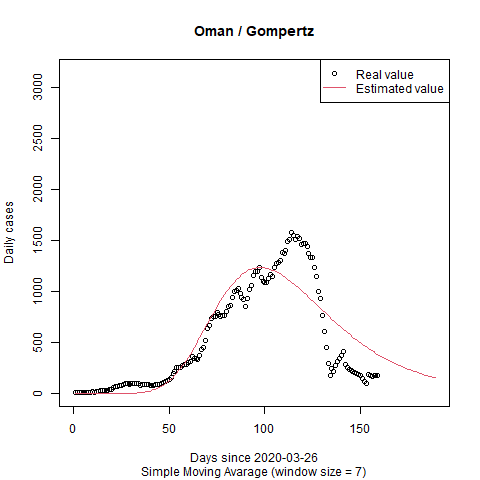 Oman / Gompertz
Real value
Estimated value
3000
2500
2000
1500
1000
500
0
Daily cases
0 50 100 150
Days since 2020-03-26
Simple Moving Avarage (window size = 7)